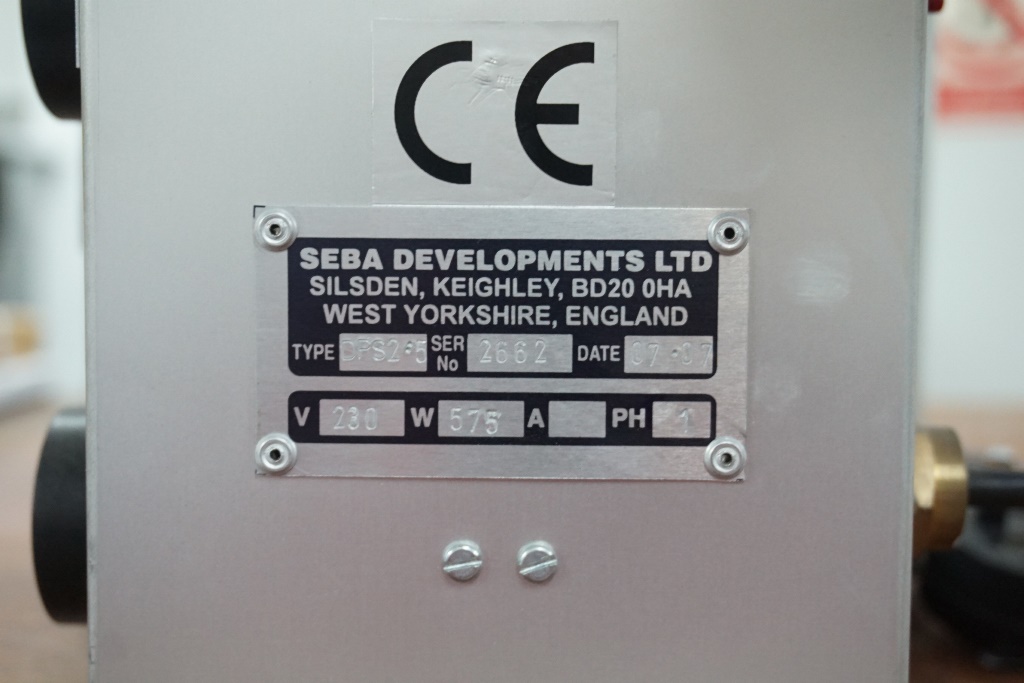 CE
SEBA DEVELOPMENTS LTD
SILSDEN, KEIGHLEY, BD20 0HA
WEST YORKSHIRE, ENGLAND
TYPE DPS2·5 SER No 2662 DATE 07·07
V 230 W 575 A PH 1